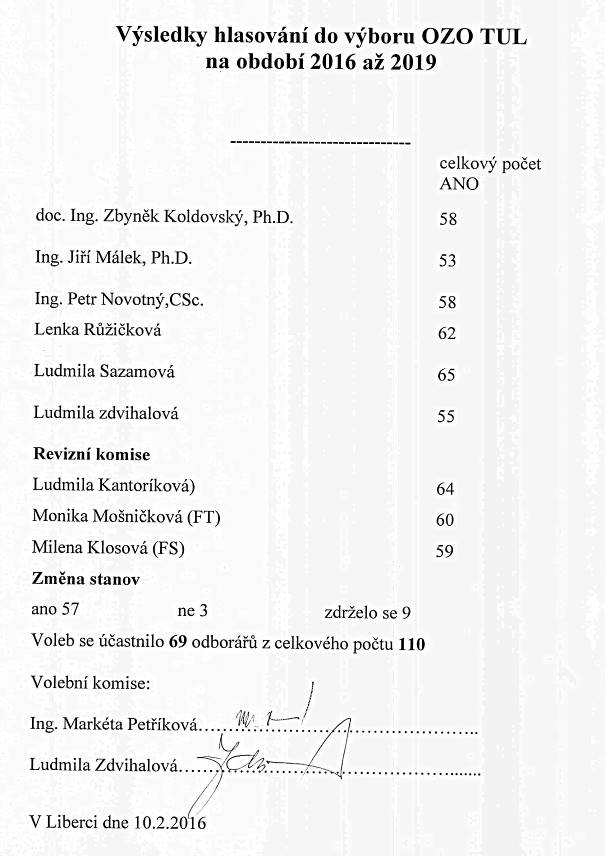 Výsledky hlasování do výboru OZO TUL
na období 2016 až 2019
------------------------------
celkový počet
ANO
doc. Ing. Zbyněk Koldovský, Ph.D. 58
Ing. Jiří Málek, Ph.D. 53
Ing. Petr Novotný,CSc. 58
Lenka Růžičková 62
Ludmila Sazamová 65
Ludmila zdvihalová 55
Revizní komise
Ludmila Kantoríková) 64
Monika Mošničková (FT) 60
Milena Klosová (FS) 59
Změna stanov
ano 57 ne 3 zdrželo se 9
Voleb se účastnilo 69 odborářů z celkového počtu 110
Volební komise:
Ing. Markéta Petříková……………………………………..
Ludmila Zdvihalová……………………………………........
V Liberci dne 10.2.2016